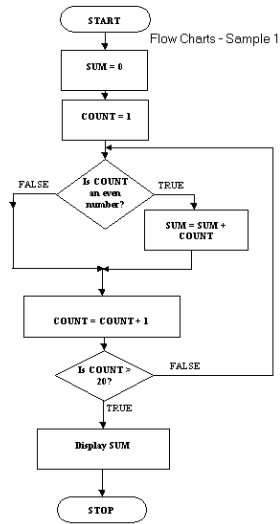 START
Flow Charts - Sample 1
SUM = 0
COUNT = 1
Is COUNT
an even
number?
FALSE
TRUE
SUM = SUM +
COUNT
COUNT = COUNT + 1
Is COUNT >
20?
FALSE
TRUE
Display SUM
STOP